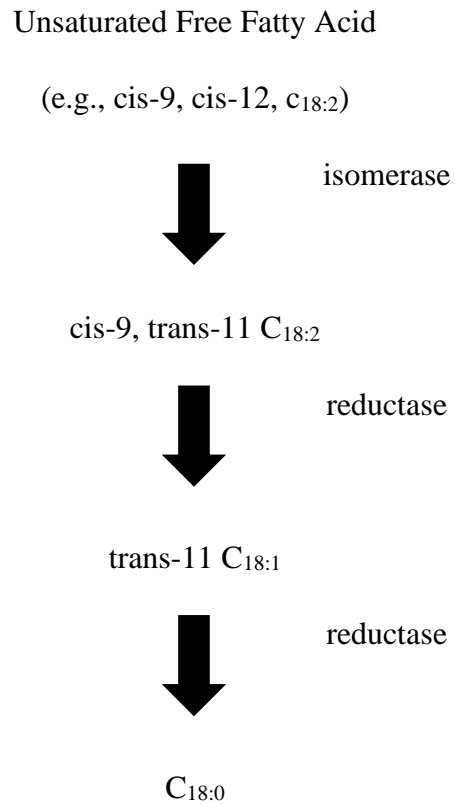 Unsaturated Free Fatty Acid
(e.g., cis-9, cis-12, c18:2)
isomerase
cis-9, trans-11 C18:2
reductase
trans-11 C18:1
reductase
C18:0